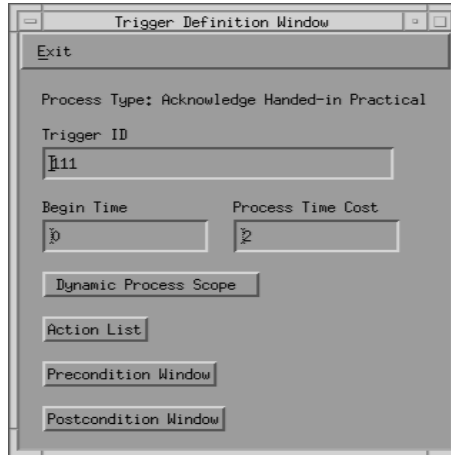 Trigger Definition Window
Exit
Process Type: Acknowledge Handed-in Practical
Trigger ID
111
Begin Time Process Time Cost
0 2
Dynamic Process Scope
Action List
Precondition Window
Postcondition Window